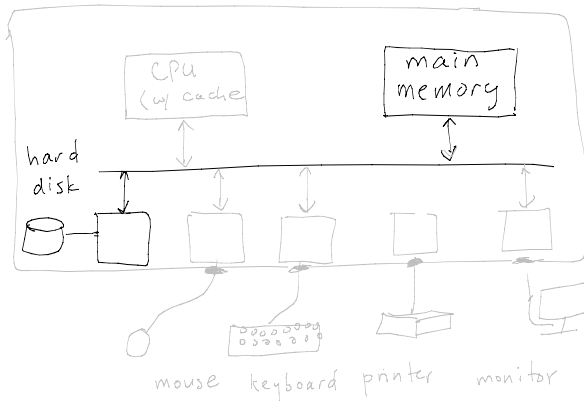 CPU
(w/ cache
main
memory
hard
disk
mouse keyboard printer monitor